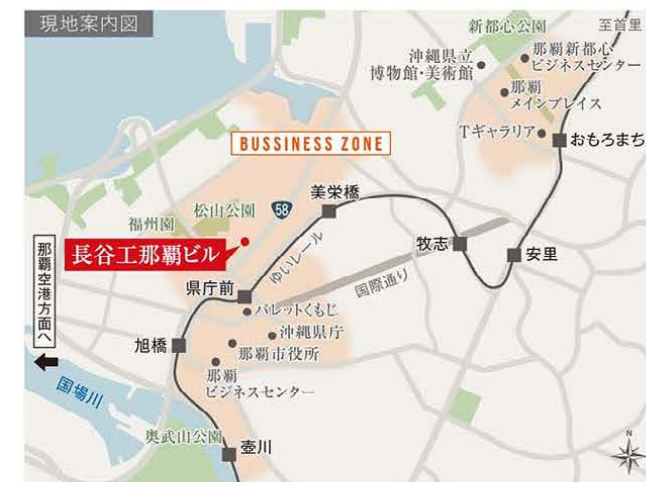 現地案内図
新都心公園
至首里
沖縄県立
博物館・美術館
那覇新都心
ビジネスセンター
那覇
メインプレイス
Tギャラリア
おもろまち
BUSSINESS ZONE
美栄橋
松山公園
58
福州園
長谷工那覇ビル
ゆいレール
牧志
安里
国際通り
那覇空港方面へ
県庁前
パレットくもじ
沖縄県庁
旭橋
那覇市役所
那覇
ビジネスセンター
国場川
奥武山公園
壺川
N